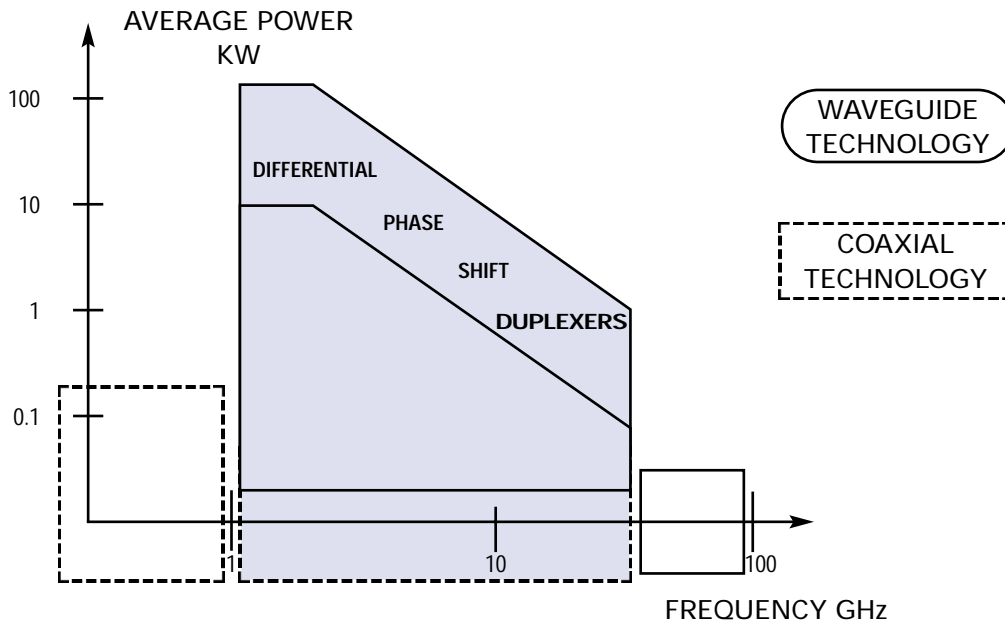 AVERAGE POWER
KW
100
10
1
0.1
DIFFERENTIAL
PHASE
SHIFT
DUPLEXERS
WAVEGUIDE
TECHNOLOGY
COAXIAL
TECHNOLOGY
1
10
100
FREQUENCY GHz